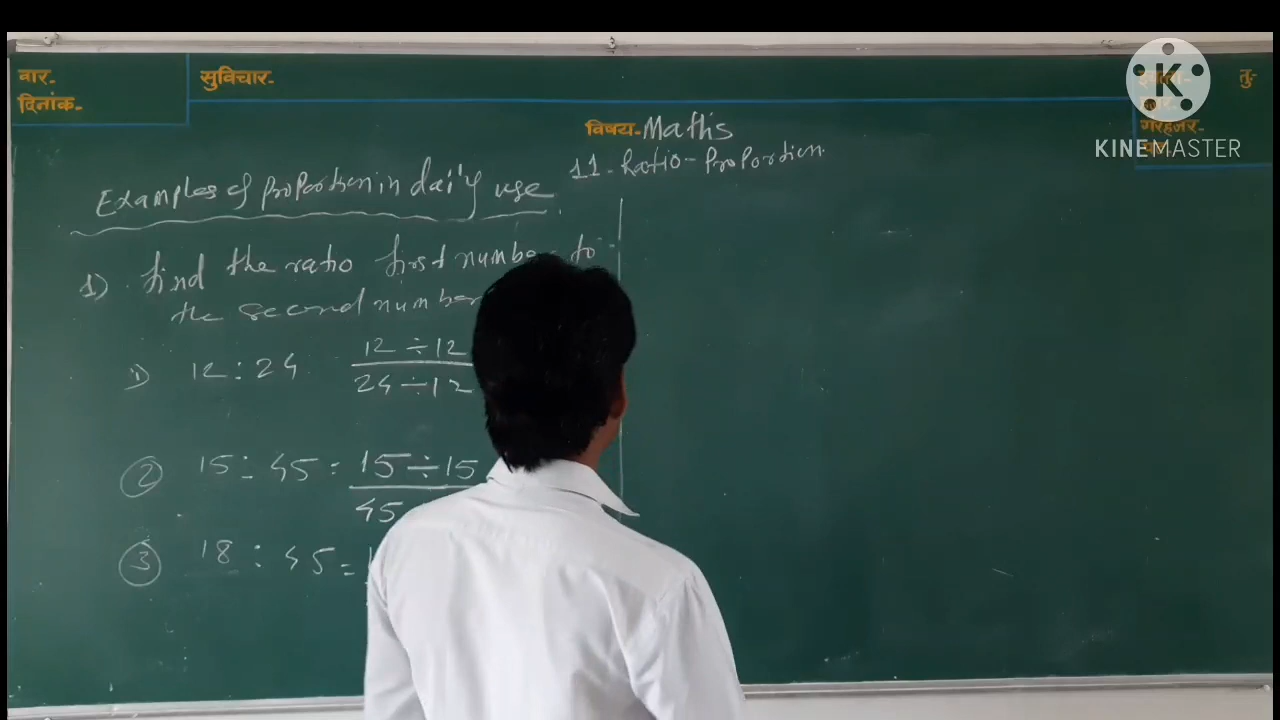 वार-
दिनांक-
सुविचार-
विषय- Maths
11 - Ratio - Proportion
KINEMASTER
Examples of proportion in daily use
1) find the ratio first number to
the second number
1) 12 : 24 12 ÷ 12
24 ÷ 12
2 15 : 45 = 15 ÷ 15
45
3 18 : 45 =